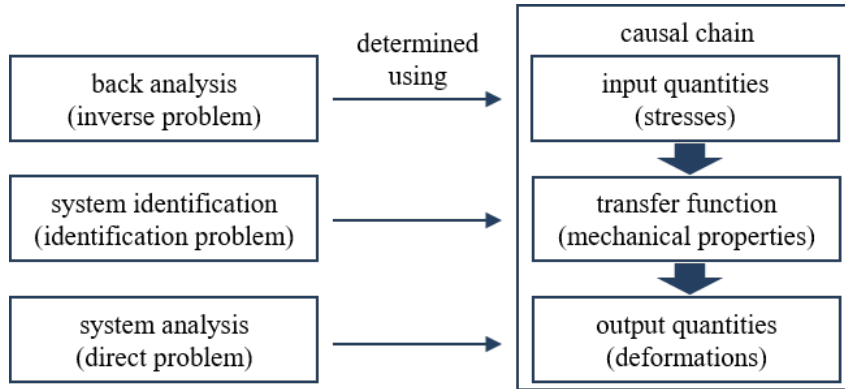 determined
using
causal chain
back analysis
(inverse problem)
input quantities
(stresses)
system identification
(identification problem)
transfer function
(mechanical properties)
system analysis
(direct problem)
output quantities
(deformations)